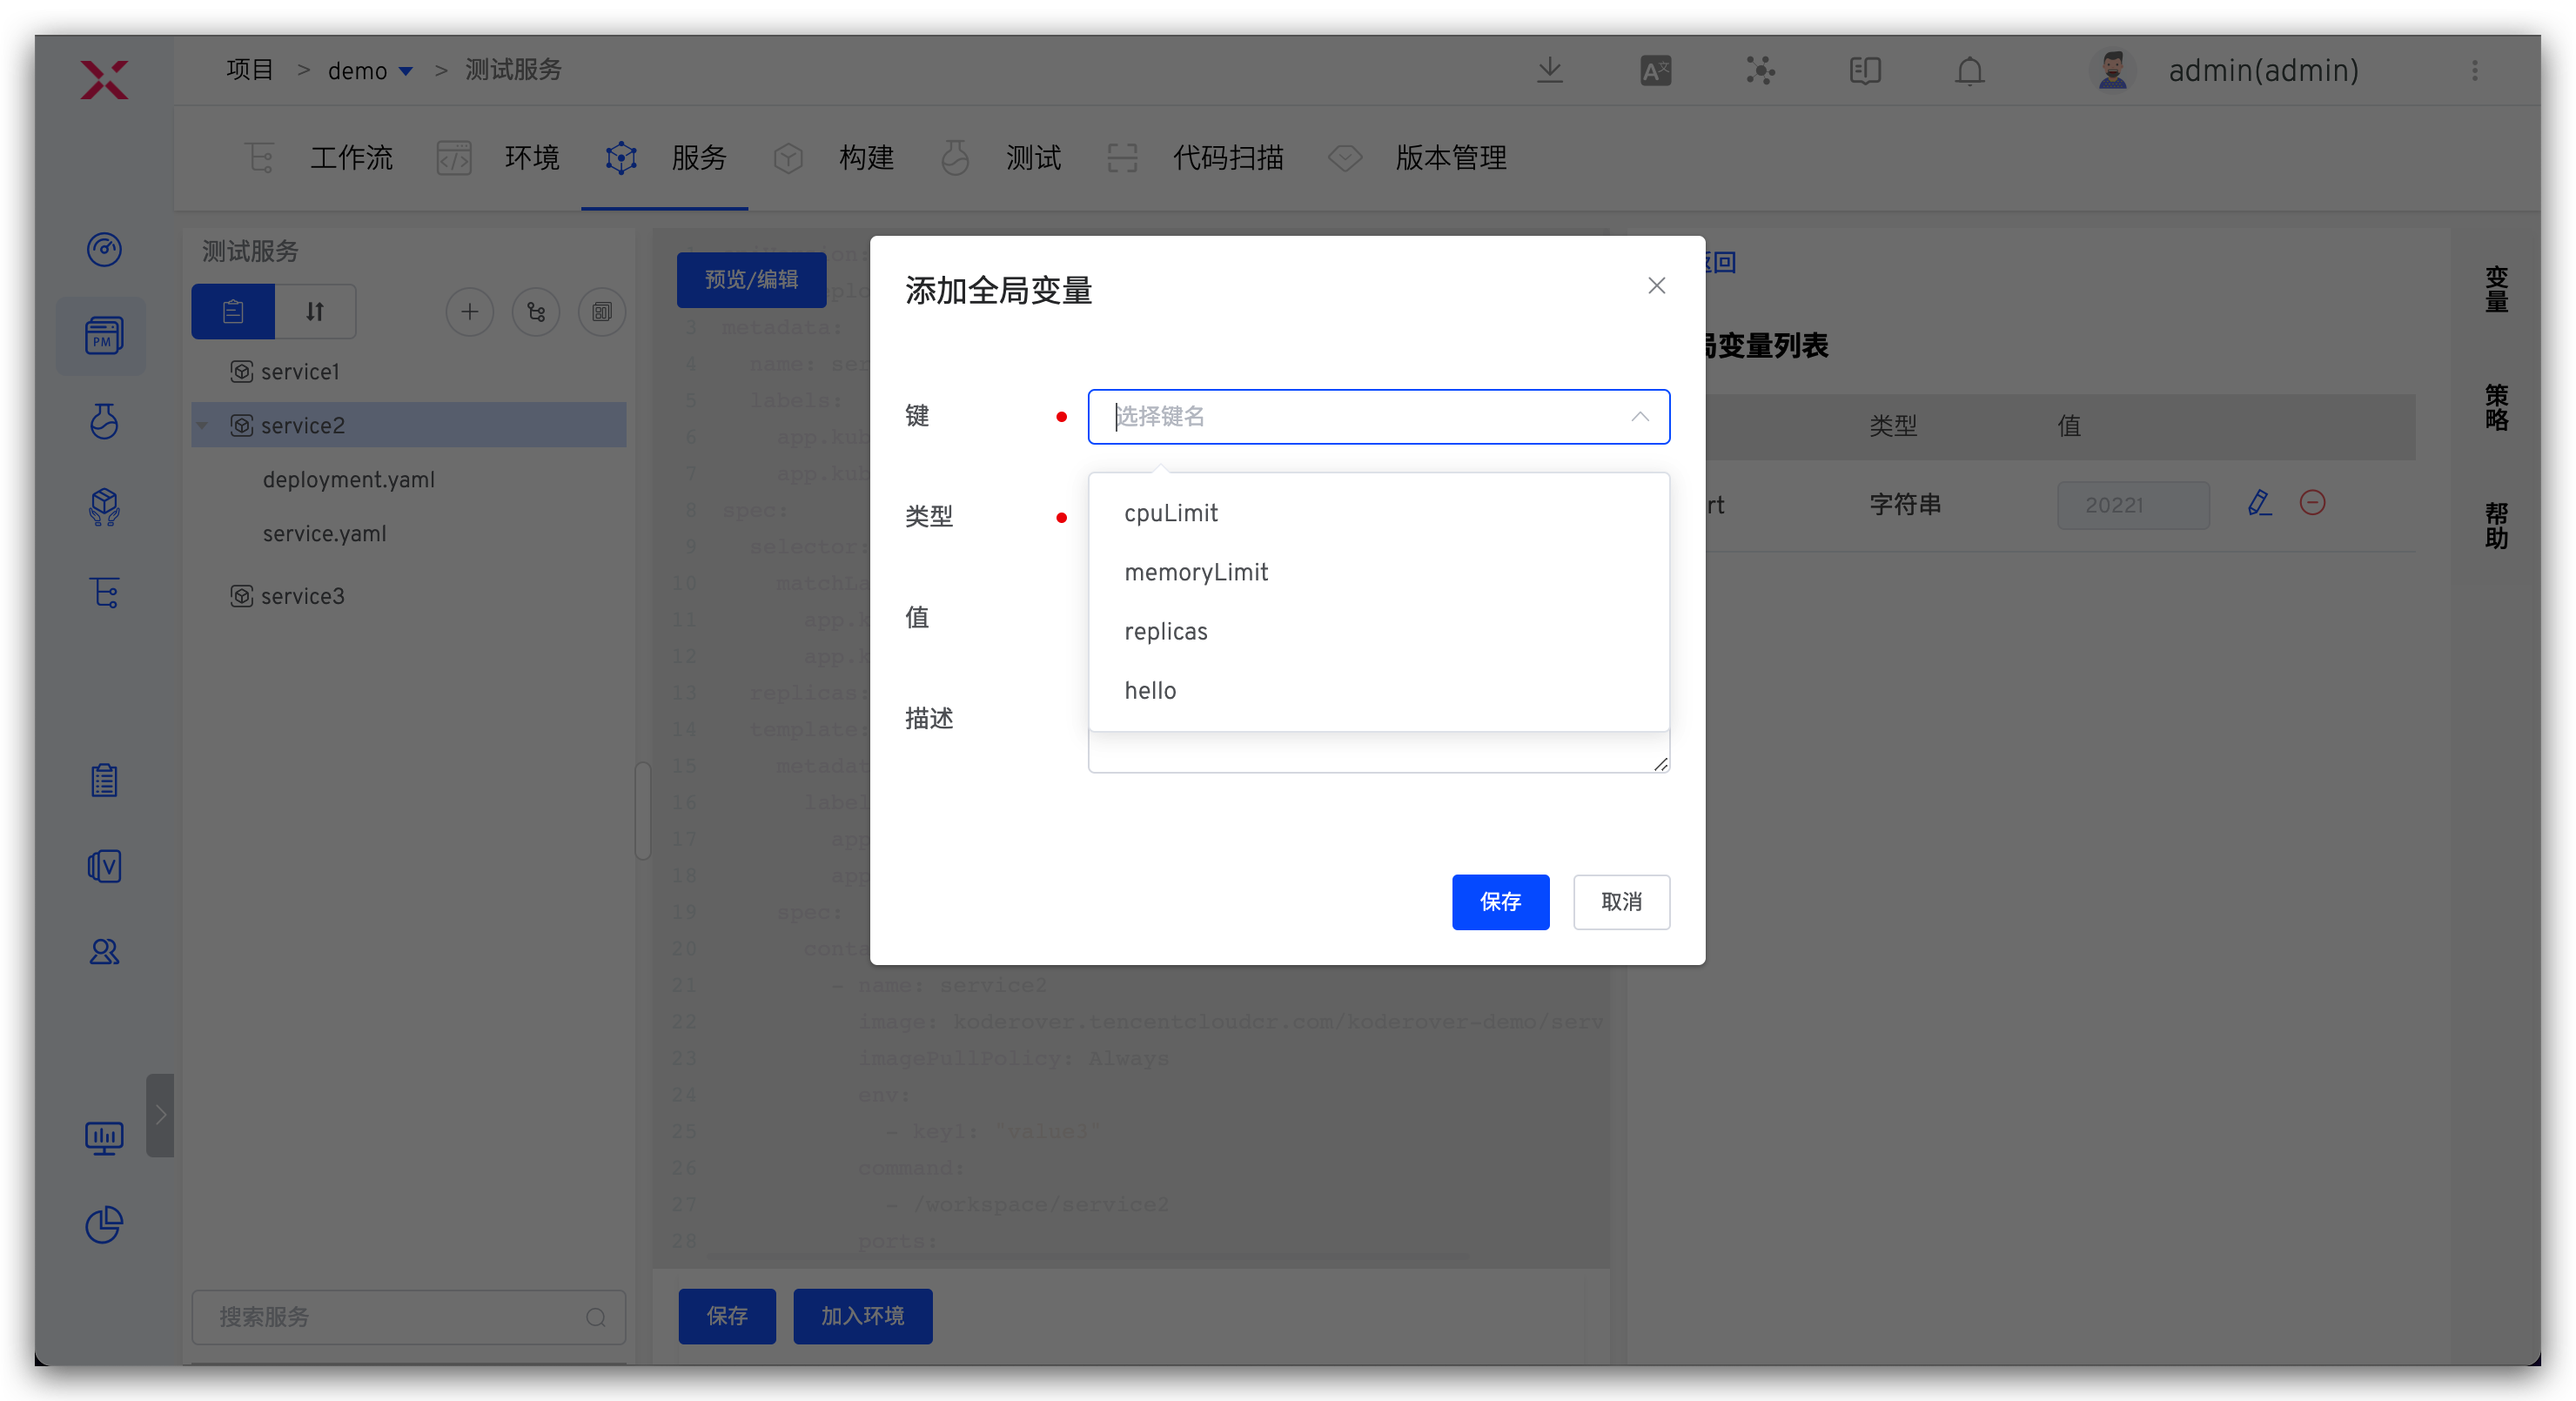 项目 > demo > 测试服务
admin(admin)
工作流 环境 服务 构建 测试 代码扫描 版本管理
PM
V
测试服务
service1
service2
deployment.yaml
service.yaml
service3
搜索服务
预览/编辑
3 metadata:
4 name: ser
5 labels:
6 app.kub
7 app.kub
8 spec:
9 selector:
10 matchLa
11 app.k
12 app.k
13 replicas:
14 template:
15 metadat
16 label
17 app
18 app
19 spec:
20 conta
21 - name: service2
22 image: koderover.tencentcloudcr.com/koderover-demo/serv
23 imagePullPolicy: Always
24 env:
25 - key1: "value3"
26 command:
27 - /workspace/service2
28 ports:
保存 加入环境
添加全局变量
键 选择键名
cpuLimit
memoryLimit
replicas
hello
类型
值
描述
保存 取消
返回
局变量列表
类型 值
rt 字符串 20221
变量
策略
帮助